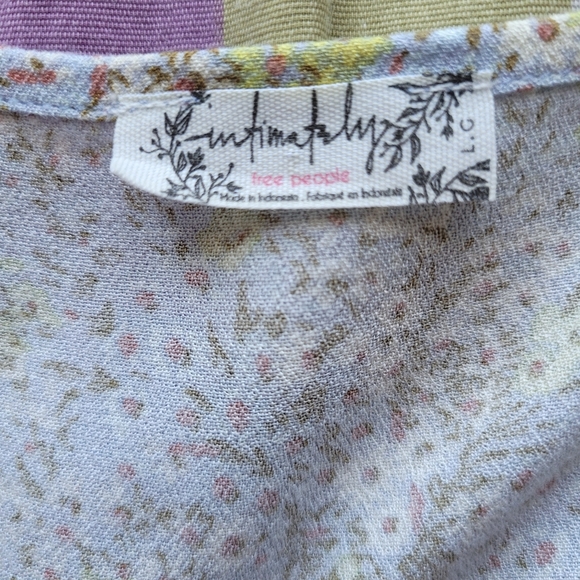 intimately
free people
Made in Indonesia . Fabriqué en Indonésie
L.G